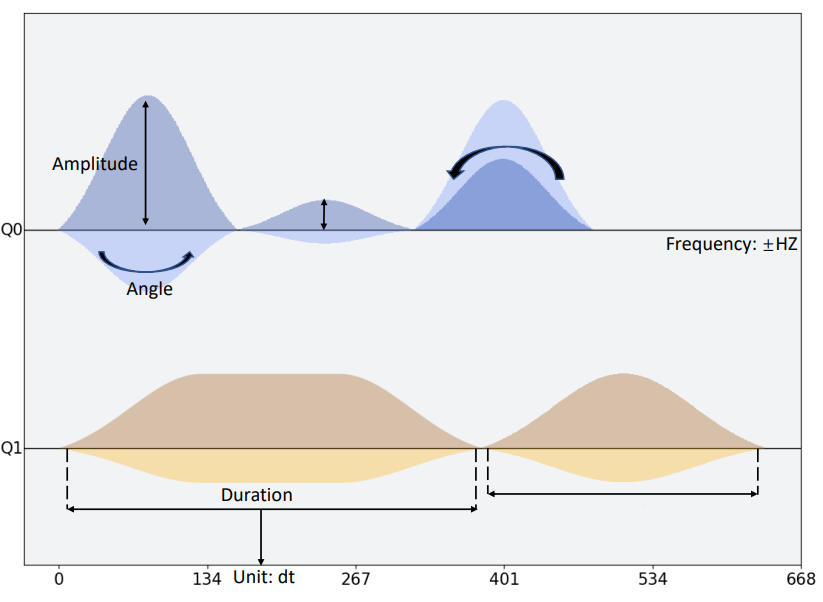 Amplitude
Q0
Frequency: ±HZ
Angle
Q1
Duration
0
134
Unit: dt
267
401
534
668